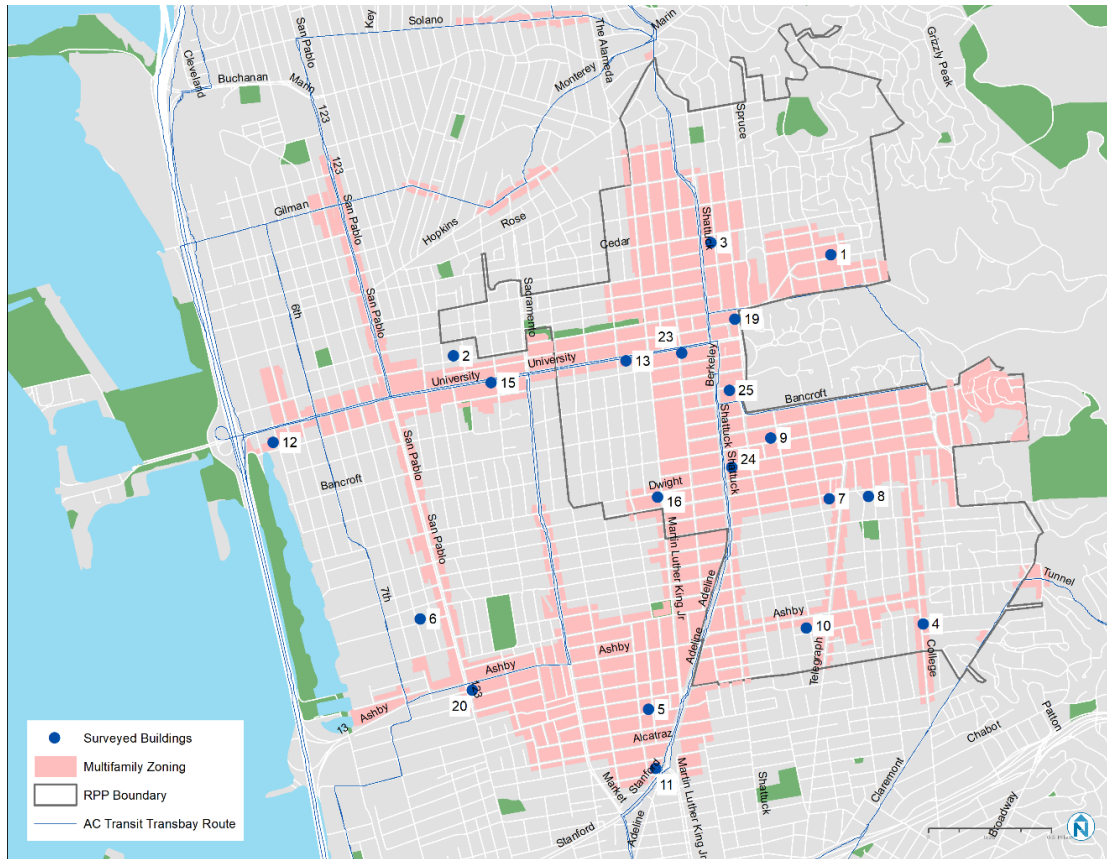 Solano
Key
San Pablo
The Alameda
Marin
Cleveland
Buchanan
Marin
Monterey
Grizzly Peak
123
Spruce
123
San Pablo
Gilman
Hopkins
Rose
Cedar
Shattuck
3
1
6th
San Pablo
Sacramento
19
23
2
University
13
Berkeley
University
15
25
Bancroft
12
San Pablo
Shattuck
9
Bancroft
24
Shattuck
Dwight
16
7
8
San Pablo
Martin Luther King Jr
7th
Adeline
Tunnel
6
Ashby
10
4
Ashby
Ashby
Adeline
Telegraph
College
20
Ashby
13
5
Alcatraz
Patton
Chabot
Stanford
11
Market
Martin Luther King Jr
Shattuck
Claremont
Broadway
Stanford
Adeline
Surveyed Buildings
Multifamily Zoning
RPP Boundary
AC Transit Transbay Route
N